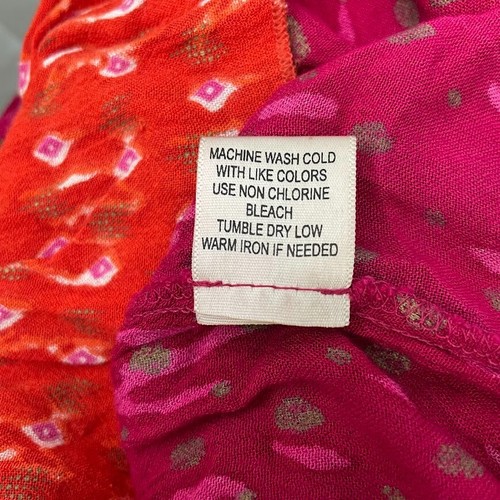 MACHINE WASH COLD
WITH LIKE COLORS
USE NON CHLORINE
BLEACH
TUMBLE DRY LOW
WARM IRON IF NEEDED